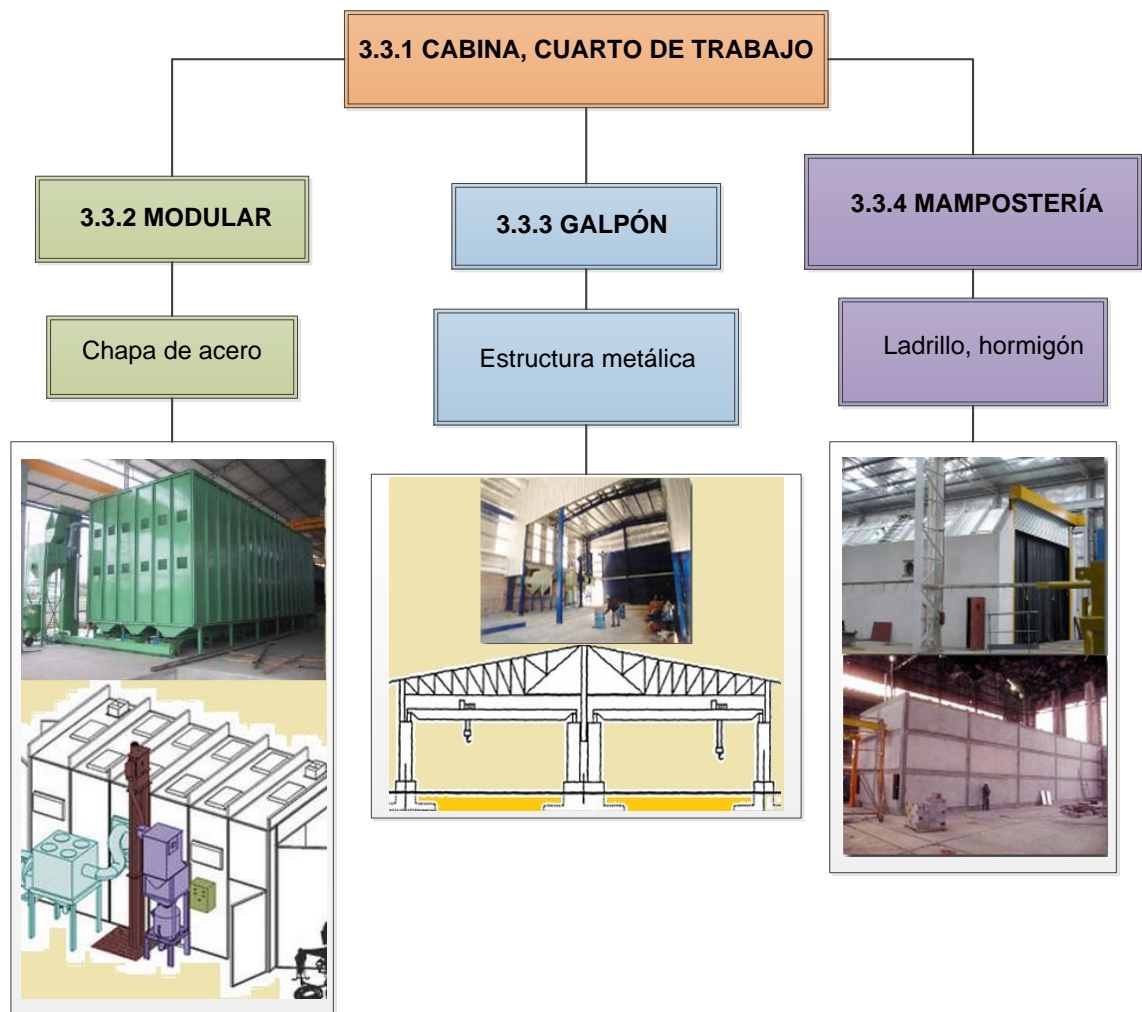 3.3.1 CABINA, CUARTO DE TRABAJO
3.3.2 MODULAR
3.3.3 GALPÓN
3.3.4 MAMPOSTERÍA
Chapa de acero
Estructura metálica
Ladrillo, hormigón